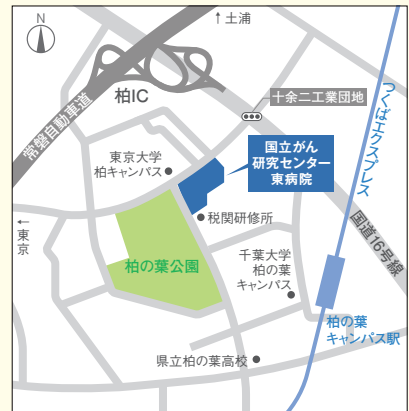 N
↑土浦
柏IC
常磐自動車道
十余二工業団地
つくばエクスプレス
東京大学
柏キャンパス
国立がん
研究センター
東病院
税関研修所
←東京
国道16号線
柏の葉公園
千葉大学
柏の葉
キャンパス
柏の葉
キャンパス駅
県立柏の葉高校